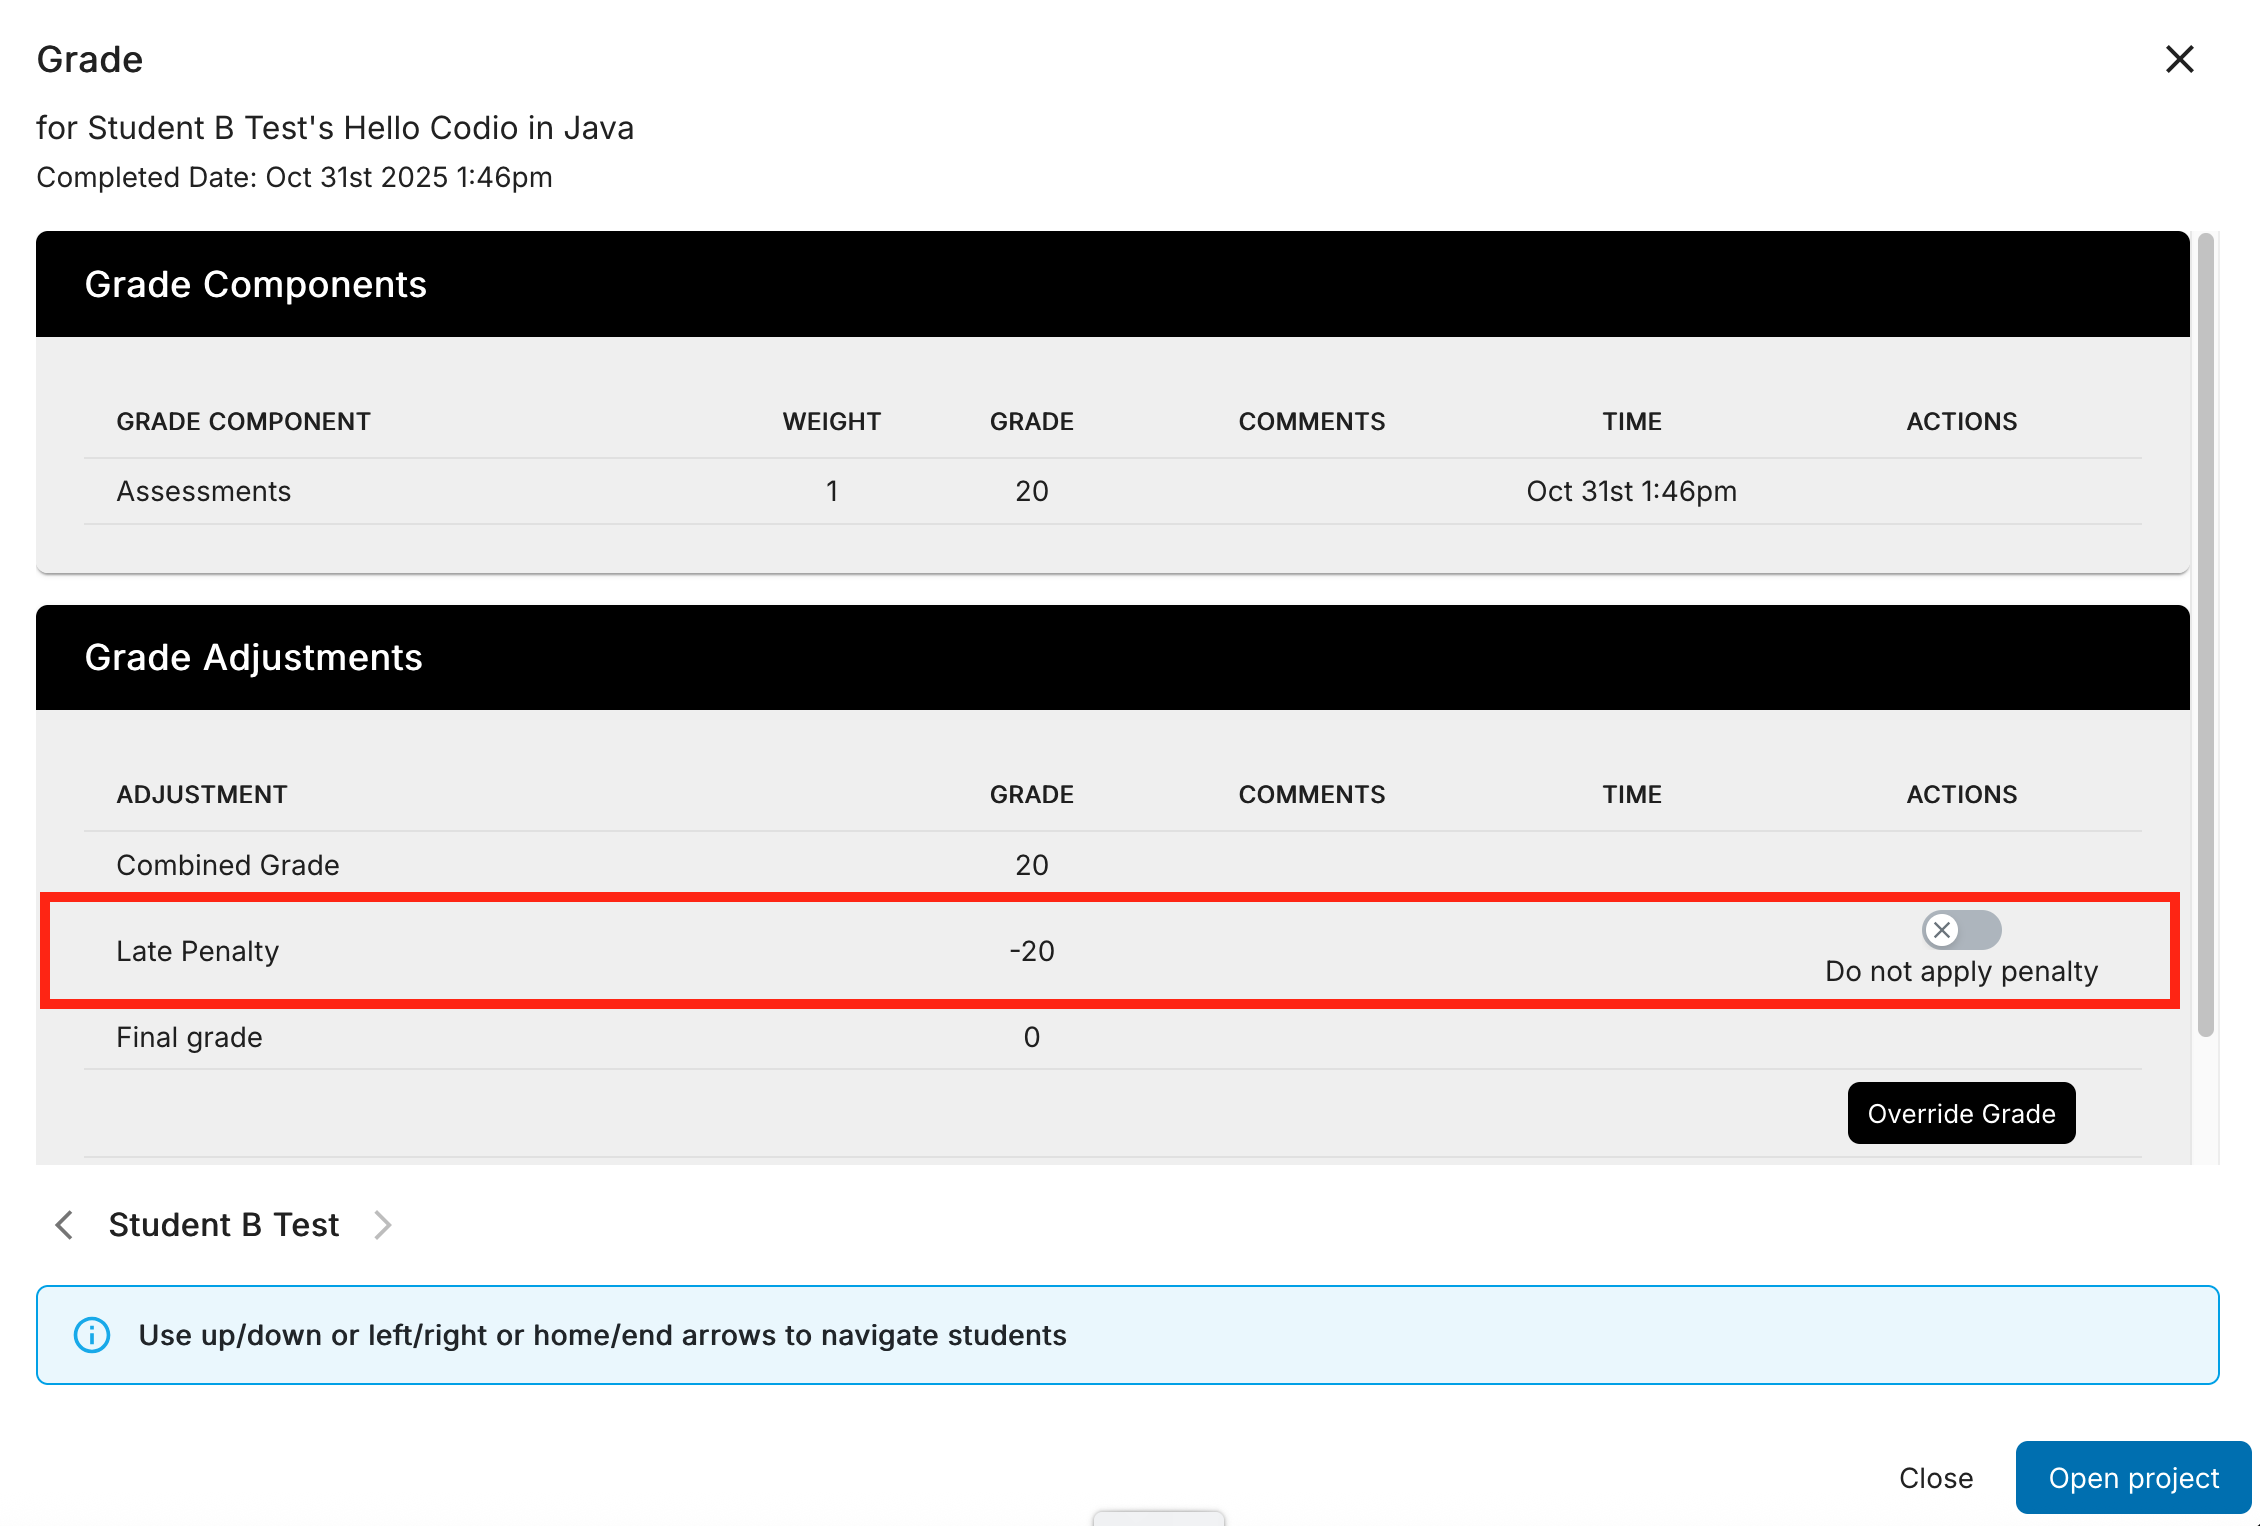 Grade
for Student B Test's Hello Codio in Java
Completed Date: Oct 31st 2025 1:46pm
Grade Components
GRADE COMPONENT WEIGHT GRADE COMMENTS TIME ACTIONS
Assessments 1 20 Oct 31st 1:46pm
Grade Adjustments
ADJUSTMENT GRADE COMMENTS TIME ACTIONS
Combined Grade 20
Late Penalty -20
Do not apply penalty
Final grade 0
Override Grade
Student B Test
Use up/down or left/right or home/end arrows to navigate students
Close Open project